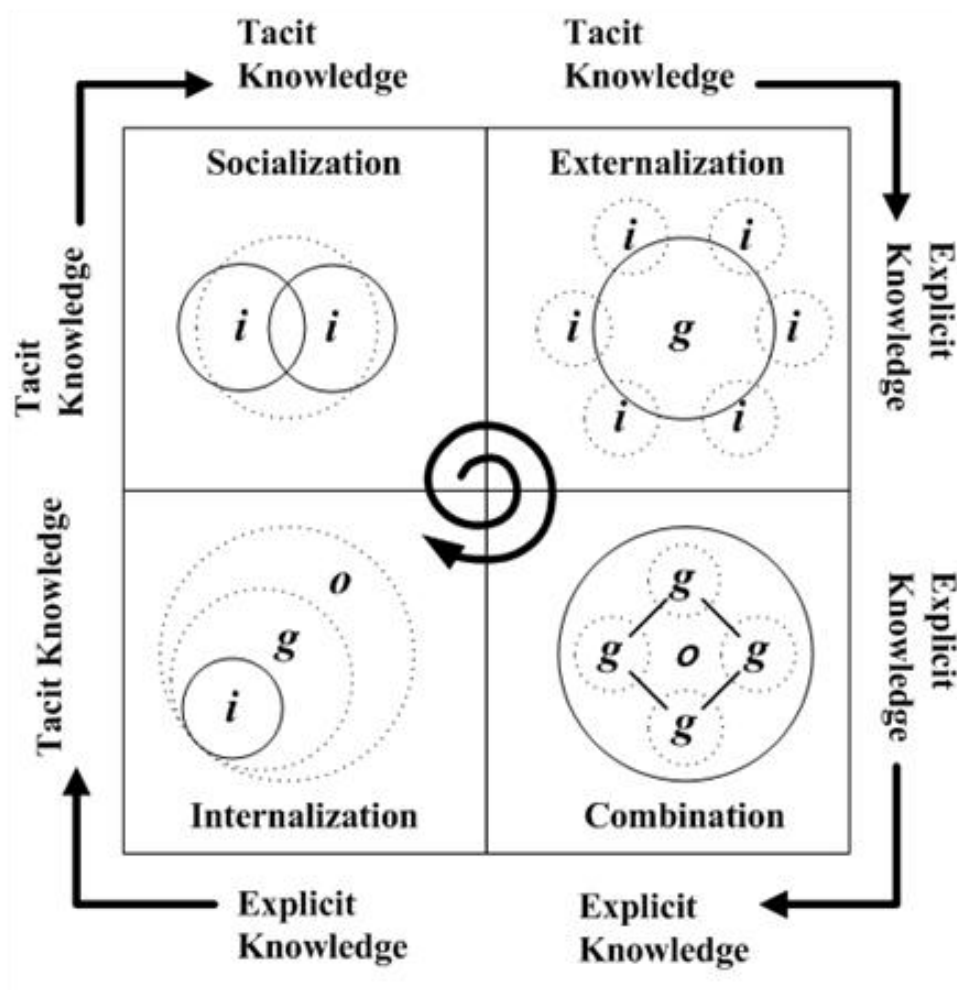 Tacit
Knowledge
Tacit
Knowledge
Socialization
Externalization
i
i
i
i
g
i
i
i
i
Tacit
Knowledge
Explicit
Knowledge
o
g
i
g
g
o
g
g
Tacit Knowledge
Explicit
Knowledge
Internalization
Combination
Explicit
Knowledge
Explicit
Knowledge